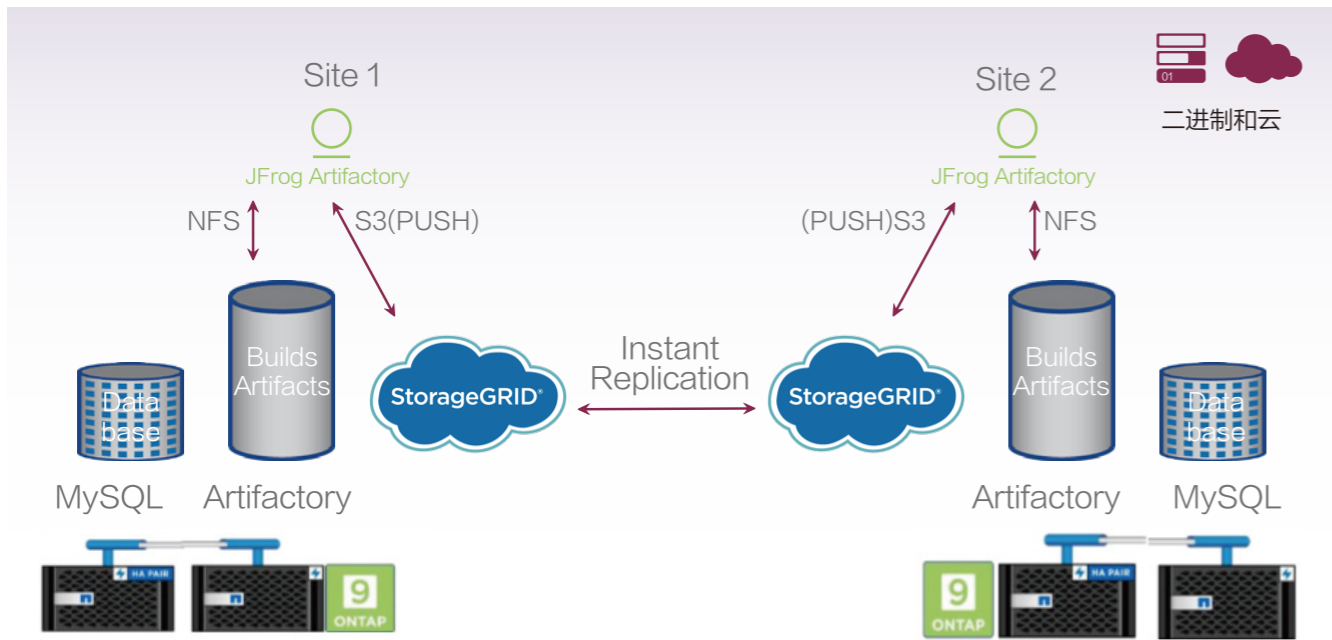 Site 1
Site 2
01
二进制和云
JFrog Artifactory
JFrog Artifactory
NFS
S3(PUSH)
(PUSH)S3
NFS
Builds
Artifacts
Data
base
StorageGRID®
Instant
Replication
StorageGRID®
Builds
Artifacts
Data
base
MySQL
Artifactory
Artifactory
MySQL
HA PAIR
9
ONTAP
9
ONTAP
HA PAIR